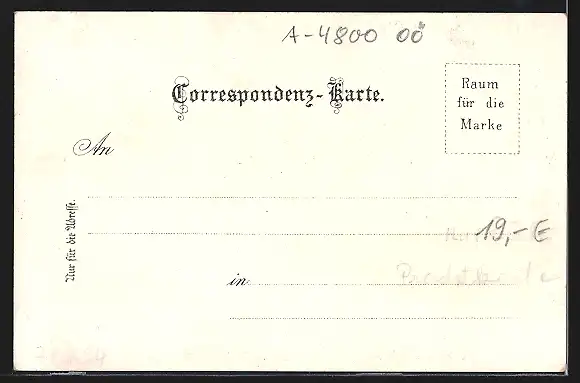 A-4800 OÖ
Correspondenz-Karte.
Raum
für die
Marke
An
Nur für die Adresse.
19,- E
in